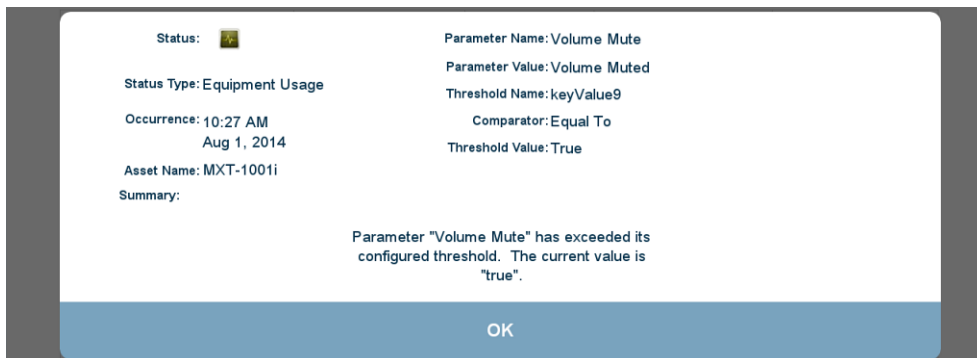 Status:
Status Type: Equipment Usage
Occurrence: 10:27 AM
Aug 1, 2014
Asset Name: MXT-1001i
Summary:
Parameter Name: Volume Mute
Parameter Value: Volume Muted
Threshold Name: keyValue9
Comparator: Equal To
Threshold Value: True
Parameter "Volume Mute" has exceeded its
configured threshold. The current value is
"true".
OK